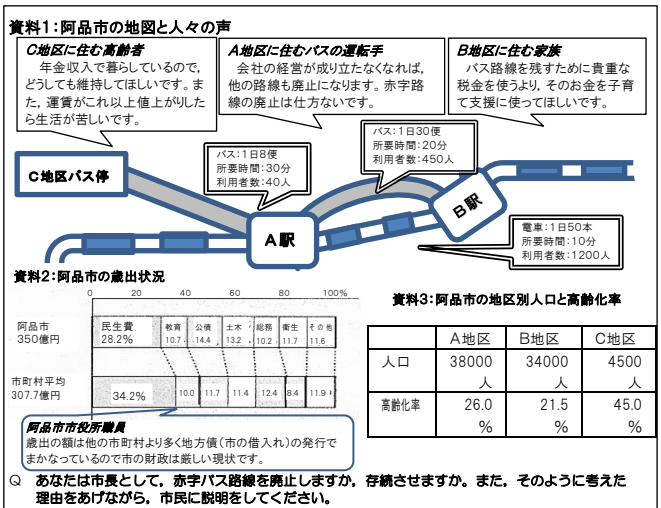 資料1:阿品市の地図と人々の声
C地区に住む高齢者
年金収入で暮らしているので,
どうしても維持してほしいです。ま
た,運賃がこれ以上値上がりした
ら生活が苦しいです。
A地区に住むバスの運転手
会社の経営が成り立たなくなれば,
他の路線も廃止になります。赤字路
線の廃止は仕方ないです。
B地区に住む家族
バス路線を残すために貴重な
税金を使うより,そのお金を子育
て支援に使ってほしいです。
バス:1日8便
所要時間:30分
利用者数:40人
バス:1日30便
所要時間:20分
利用者数:450人
C地区バス停
A駅
B駅
電車:1日50本
所要時間:10分
利用者数:1200人
資料2:阿品市の歳出状況
0 20 40 60 80 100%
阿品市
350億円
民生費 教育 公債 土木 総務 衛生 その他
28.2% 10.7 14.4 13.2 10.2 11.7 11.6
市町村平均
307.7億円
34.2% 10.0 11.7 11.4 12.4 8.4 11.9
阿品市市役所職員
歳出の額は他の市町村より多く地方債(市の借入れ)の発行で
まかなっているので市の財政は厳しい現状です。
資料3:阿品市の地区別人口と高齢化率
A地区 B地区 C地区
人口 38000 34000 4500
人 人 人
高齢化率 26.0 21.5 45.0
% % %
Q あなたは市長として,赤字バス路線を廃止しますか,存続させますか。また,そのように考えた
理由をあげながら,市民に説明をしてください。